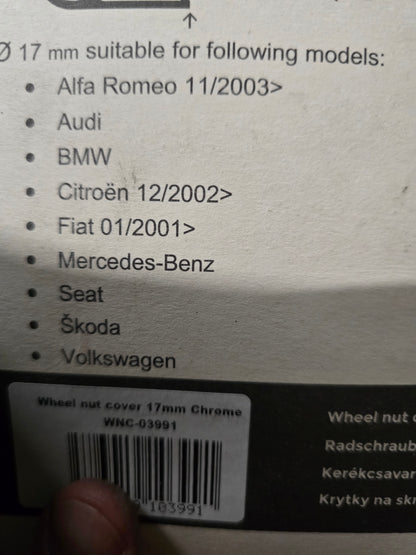 Ø 17 mm suitable for following models:
• Alfa Romeo 11/2003>
• Audi
• BMW
• Citroën 12/2002>
• Fiat 01/2001>
• Mercedes-Benz
• Seat
• Škoda
• Volkswagen
Wheel nut cover 17mm Chrome
WNC-03991
103991
Wheel nut
Radschraub
Kerékcsavar
Krytky na